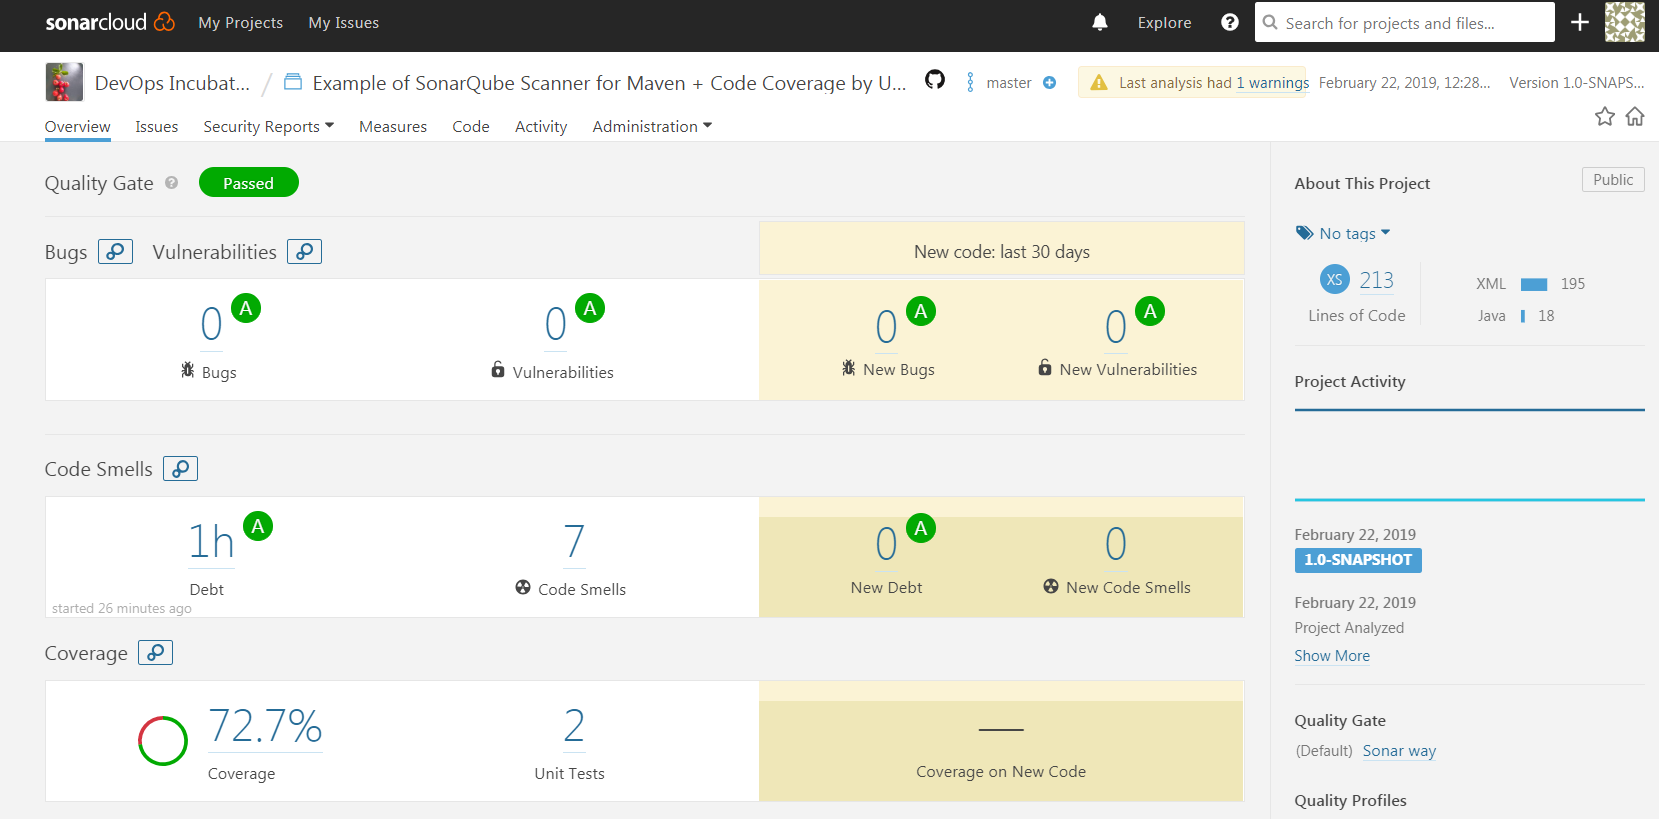 sonarcloud My Projects My Issues Explore Search for projects and files...
DevOps Incubat... / Example of SonarQube Scanner for Maven + Code Coverage by U... master Last analysis had 1 warnings February 22, 2019, 12:28... Version 1.0-SNAPS...
Overview Issues Security Reports Measures Code Activity Administration
Quality Gate ? Passed
Bugs Vulnerabilities
New code: last 30 days
0 A
Bugs
0 A
Vulnerabilities
0 A
New Bugs
0 A
New Vulnerabilities
Code Smells
1h A
Debt
started 26 minutes ago
7
Code Smells
0 A
New Debt
0
New Code Smells
Coverage
72.7%
Coverage
2
Unit Tests
—
Coverage on New Code
About This Project Public
No tags
XS 213
Lines of Code
XML 195
Java 18
Project Activity
February 22, 2019
1.0-SNAPSHOT
February 22, 2019
Project Analyzed
Show More
Quality Gate
(Default) Sonar way
Quality Profiles